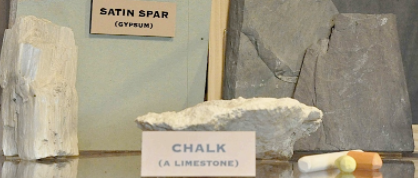 SATIN SPAR
(GYPSUM)
CHALK
(A LIMESTONE)